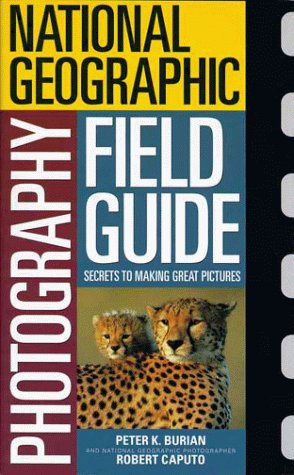 NATIONAL
GEOGRAPHIC
PHOTOGRAPHY
FIELD
GUIDE
SECRETS TO MAKING GREAT PICTURES
PETER K. BURIAN
AND NATIONAL GEOGRAPHIC PHOTOGRAPHER
ROBERT CAPUTO